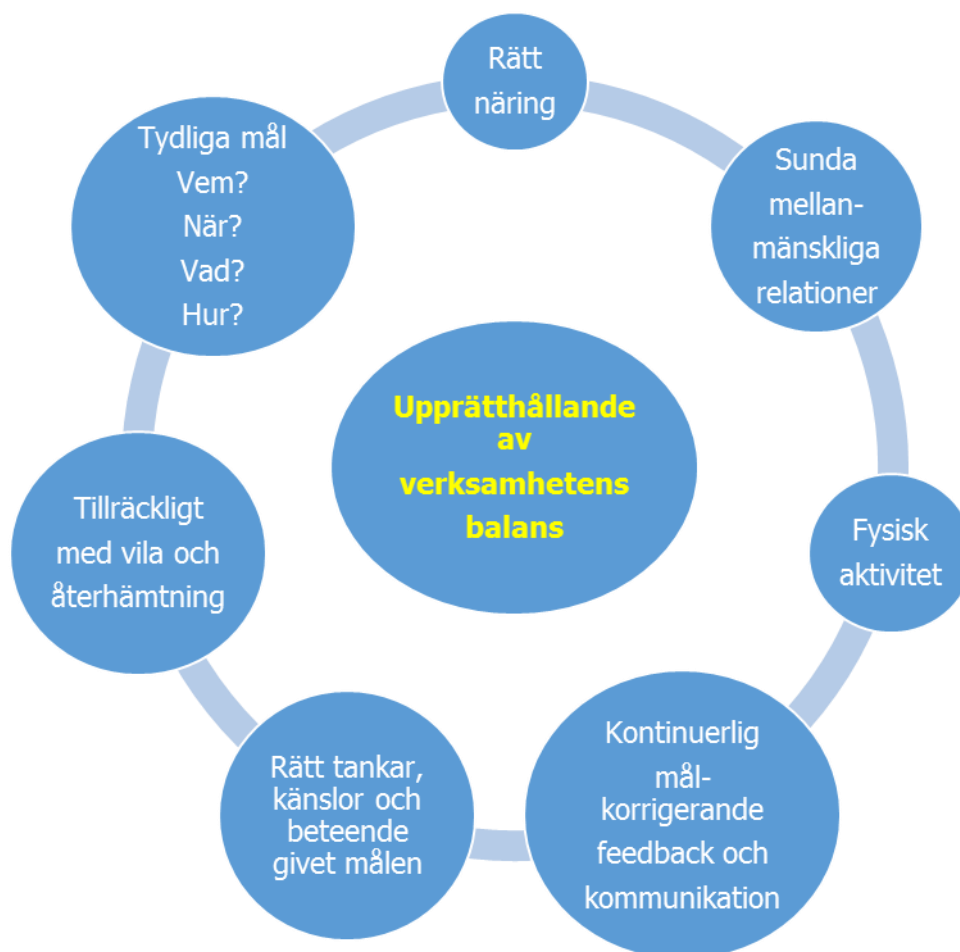 Rätt
näring
Sunda
mellan-
mänskliga
relationer
Fysisk
aktivitet
Kontinuerlig
mål-
korrigerande
feedback och
kommunikation
Rätt tankar,
känslor och
beteende
givet målen
Tillräckligt
med vila och
återhämtning
Tydliga mål
Vem?
När?
Vad?
Hur?
Upprätthållande
av
verksamhetens
balans